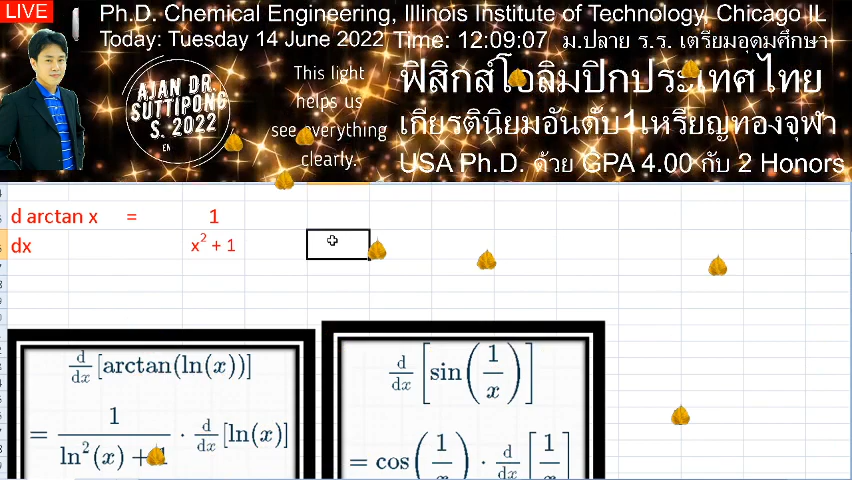 LIVE
Ph.D. Chemical Engineering, Illinois Institute of Technology, Chicago IL
Today: Tuesday 14 June 2022 Time: 12:09:07 ม.ปลาย ร.ร. เตรียมอุดมศึกษา
AJAN DR.
SUTTIPONG
S. 2022
This light
helps us
see everything
clearly.
ฟิสิกส์โอลิมปิกประเทศไทย
เกียรตินิยมอันดับ1เหรียญทองจุฬา
USA Ph.D. ด้วย GPA 4.00 กับ 2 Honors
d arctan x = 1
dx x² + 1
d/dx [arctan(ln(x))]
= 1/(ln²(x) + 1) · d/dx [ln(x)]
d/dx [sin(1/x)]
= cos(1/x) · d/dx [1/x]